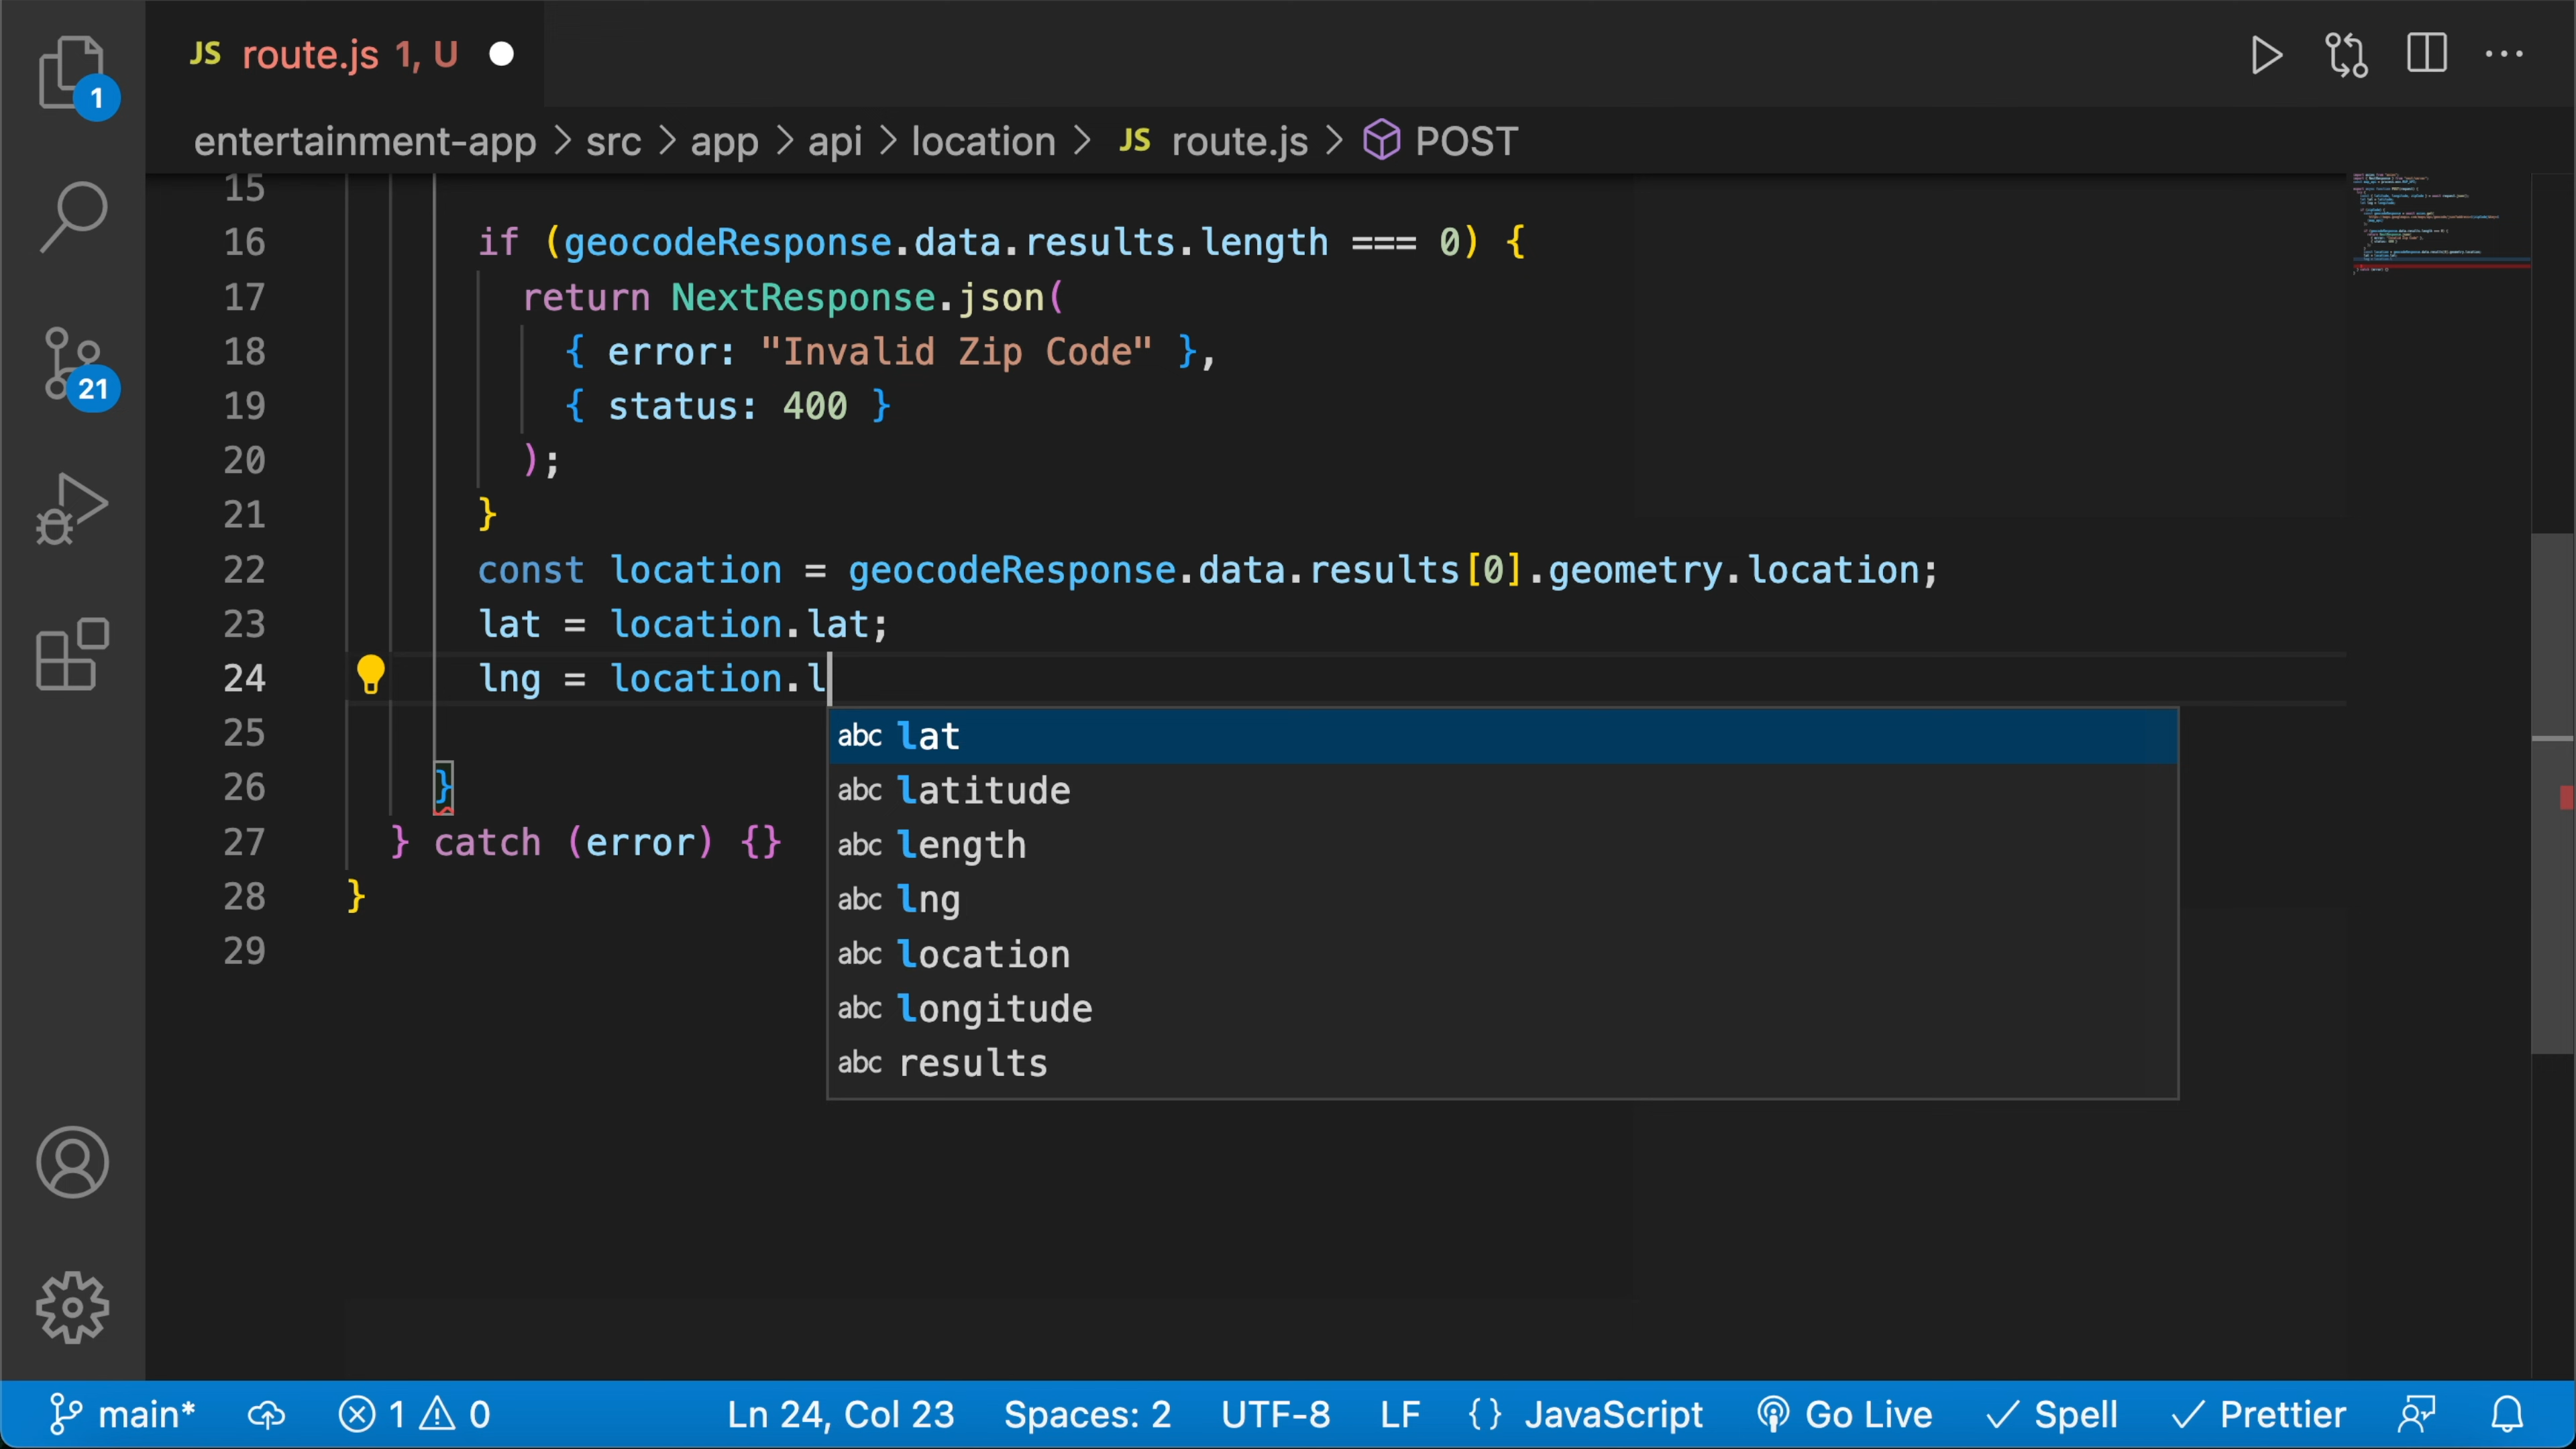 1
JS route.js 1, U
entertainment-app > src > app > api > location > JS route.js > POST
15
16 if (geocodeResponse.data.results.length === 0) {
17 return NextResponse.json(
18 { error: "Invalid Zip Code" },
19 { status: 400 }
20 );
21 }
22 const location = geocodeResponse.data.results[0].geometry.location;
23 lat = location.lat;
24 lng = location.l
25
26 }
27 } catch (error) {}
28 }
29
abc lat
abc latitude
abc length
abc lng
abc location
abc longitude
abc results
21
main* 1 0 Ln 24, Col 23 Spaces: 2 UTF-8 LF {} JavaScript Go Live Spell Prettier